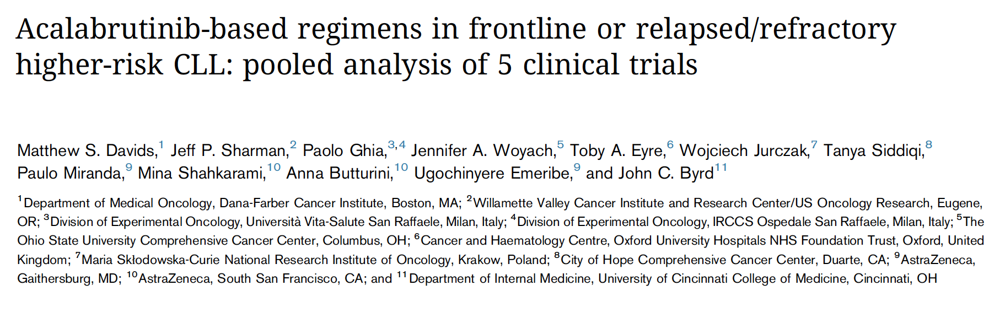 Acalabrutinib-based regimens in frontline or relapsed/refractory
higher-risk CLL: pooled analysis of 5 clinical trials
Matthew S. Davids,1 Jeff P. Sharman,2 Paolo Ghia,3,4 Jennifer A. Woyach,5 Toby A. Eyre,6 Wojciech Jurczak,7 Tanya Siddiqi,8
Paulo Miranda,9 Mina Shahkarami,10 Anna Butturini,10 Ugochinyere Emeribe,9 and John C. Byrd11
1Department of Medical Oncology, Dana-Farber Cancer Institute, Boston, MA; 2Willamette Valley Cancer Institute and Research Center/US Oncology Research, Eugene,
OR; 3Division of Experimental Oncology, Università Vita-Salute San Raffaele, Milan, Italy; 4Division of Experimental Oncology, IRCCS Ospedale San Raffaele, Milan, Italy; 5The
Ohio State University Comprehensive Cancer Center, Columbus, OH; 6Cancer and Haematology Centre, Oxford University Hospitals NHS Foundation Trust, Oxford, United
Kingdom; 7Maria Skłodowska-Curie National Research Institute of Oncology, Krakow, Poland; 8City of Hope Comprehensive Cancer Center, Duarte, CA; 9AstraZeneca,
Gaithersburg, MD; 10AstraZeneca, South San Francisco, CA; and 11Department of Internal Medicine, University of Cincinnati College of Medicine, Cincinnati, OH